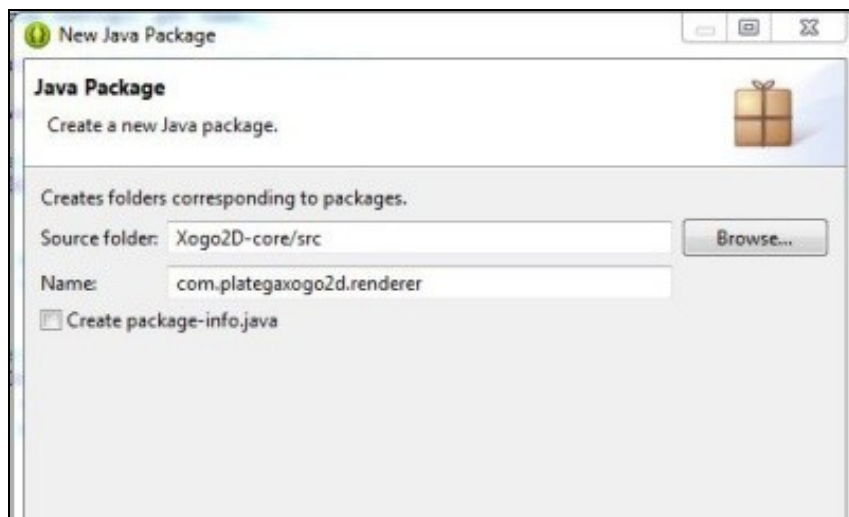 New Java Package
Java Package
Create a new Java package.
Creates folders corresponding to packages.
Source folder: Xogo2D-core/src Browse...
Name: com.plategaxogo2d.renderer
Create package-info.java